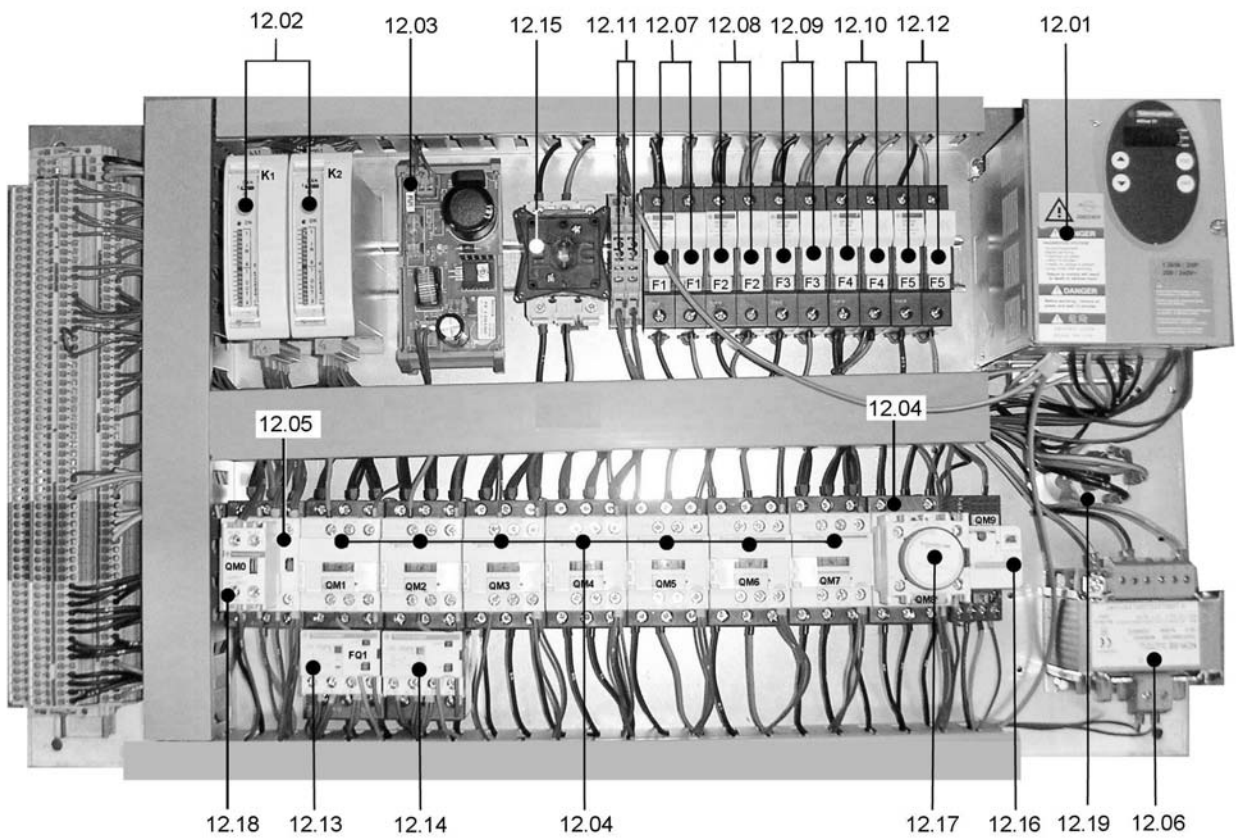 12.02 12.03 12.15 12.11 12.07 12.08 12.09 12.10 12.12 12.01
K1 K2
DANGER
F1 F1 F2 F2 F3 F3 F4 F4 F5 F5
DANGER
12.05 12.04
QM9
QM0 QM1 QM2 QM3 QM4 QM5 QM6 QM7
FQ1
12.18 12.13 12.14 12.04 12.17 12.16 12.19 12.06